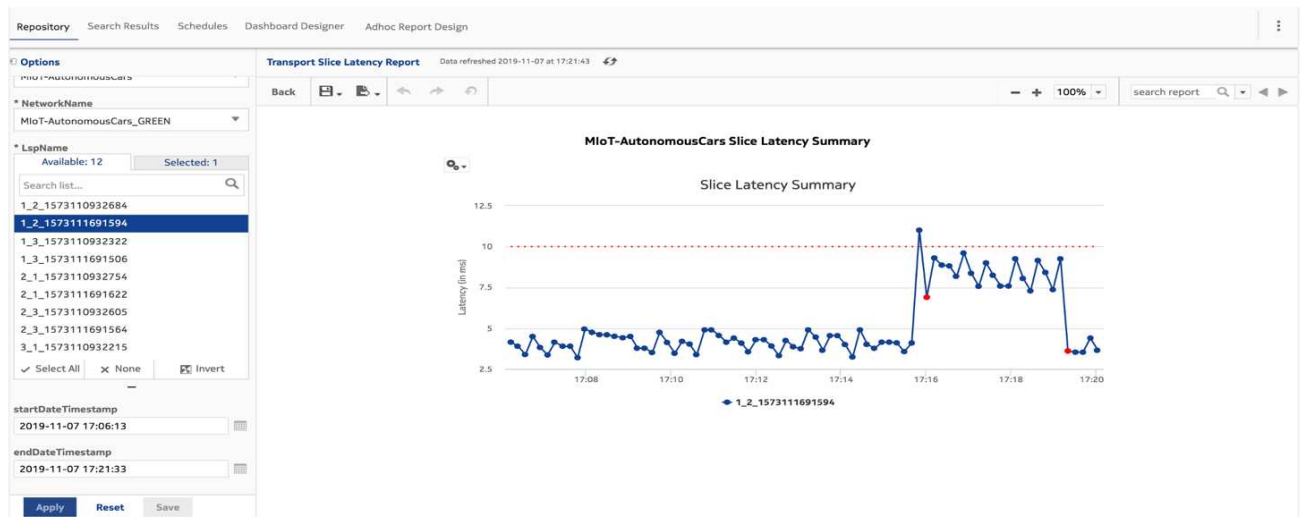 Repository Search Results Schedules Dashboard Designer Adhoc Report Design
Options
MIoT-AutonomousCars
* NetworkName
MIoT-AutonomousCars_GREEN
* LspName
Available: 12 Selected: 1
Search list...
1_2_1573110932684
1_2_1573111691594
1_3_1573110932322
1_3_1573111691506
2_1_1573110932754
2_1_1573111691622
2_3_1573110932605
2_3_1573111691564
3_1_1573110932215
Select All None Invert
startDateTimestamp
2019-11-07 17:06:13
endDateTimestamp
2019-11-07 17:21:33
Apply Reset Save
Transport Slice Latency Report Data refreshed 2019-11-07 at 17:21:43
Back 100% search report
MIoT-AutonomousCars Slice Latency Summary
Slice Latency Summary
12.5
10
7.5
5
2.5
Latency (in ms)
17:08 17:10 17:12 17:14 17:16 17:18 17:20
1_2_1573111691594